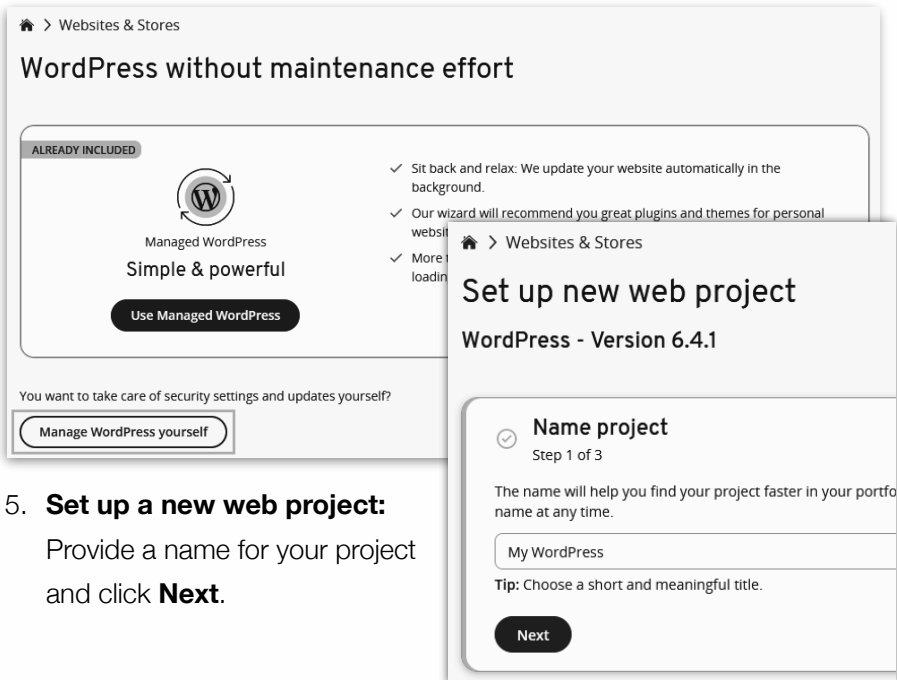 Websites & Stores
WordPress without maintenance effort
ALREADY INCLUDED
Managed WordPress
Simple & powerful
Use Managed WordPress
✓ Sit back and relax: We update your website automatically in the
background.
✓ Our wizard will recommend you great plugins and themes for personal
✓ More
You want to take care of security settings and updates yourself?
Manage WordPress yourself
> Websites & Stores
Set up new web project
WordPress - Version 6.4.1
Name project
Step 1 of 3
The name will help you find your project faster in your
name at any time.
My WordPress
Tip: Choose a short and meaningful title.
Next
5. Set up a new web project:
Provide a name for your project
and click Next.